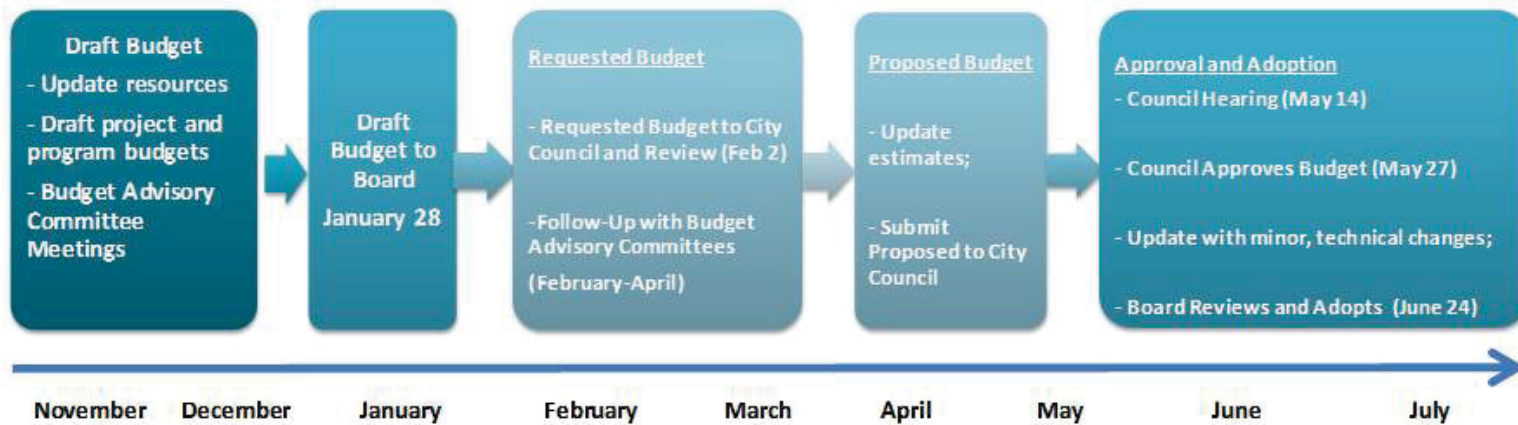 Draft Budget
- Update resources
- Draft project and
program budgets
- Budget Advisory
Committee
Meetings
Draft
Budget to
Board
January 28
Requested Budget
- Requested Budget to City
Council and Review (Feb 2)
-Follow-Up with Budget
Advisory Committees
(February-April)
Proposed Budget
- Update
estimates;
- Submit
Proposed to City
Council
Approval and Adoption
- Council Hearing (May 14)
- Council Approves Budget (May 27)
- Update with minor, technical changes;
- Board Reviews and Adopts (June 24)
November December January February March April May June July